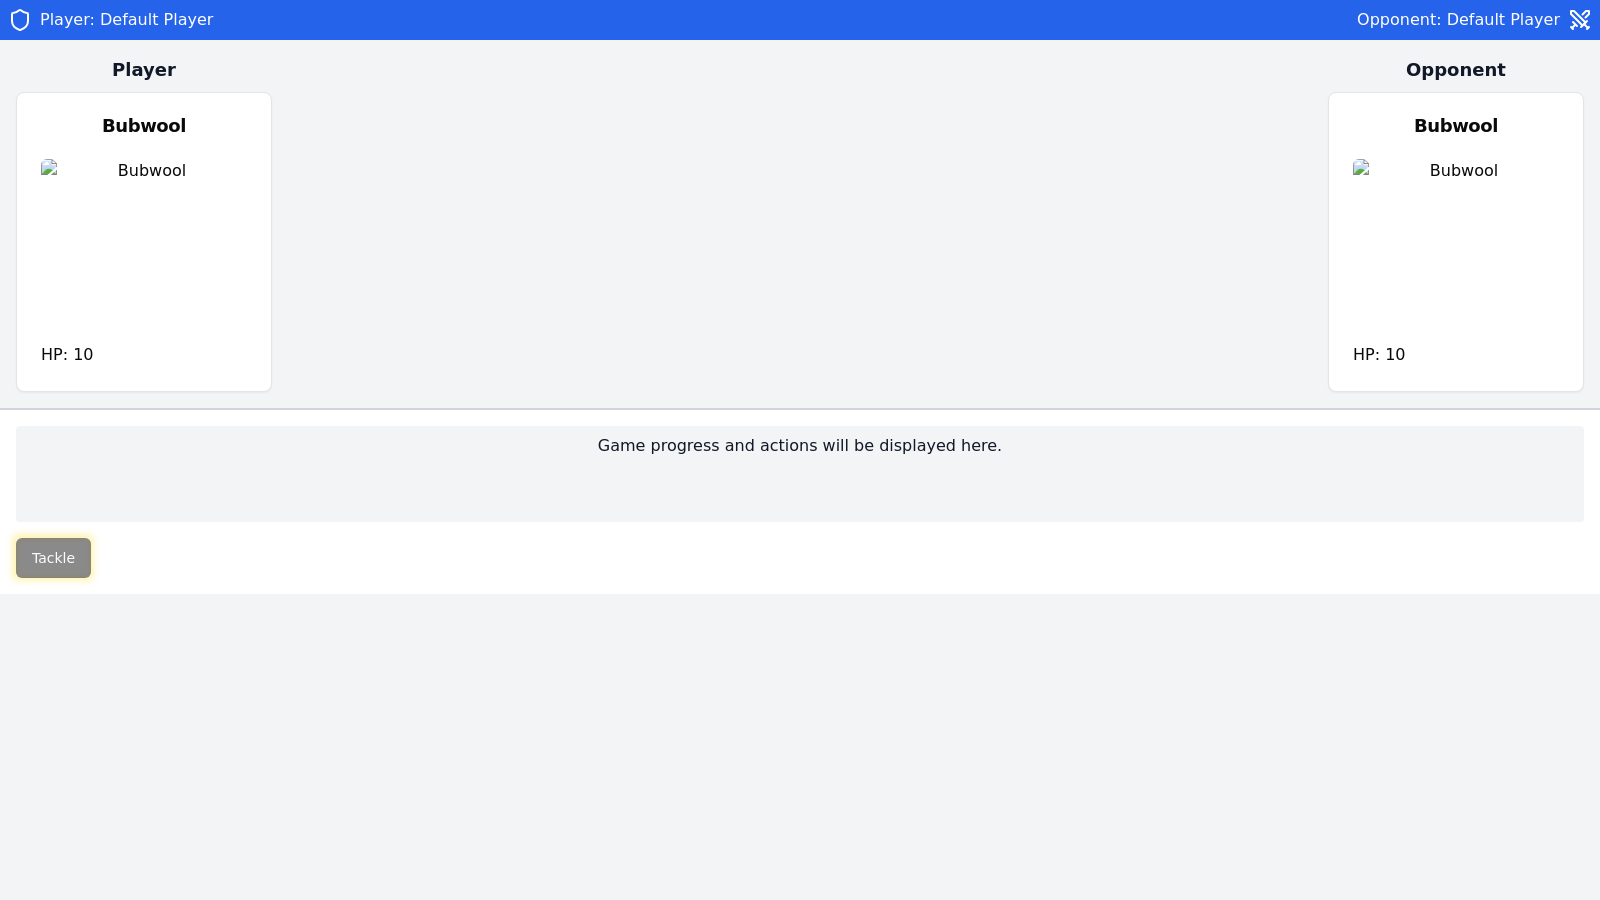 Player: Default Player
Opponent: Default Player
Player
Opponent
Bubwool
Bubwool
HP: 10
Bubwool
Bubwool
HP: 10
Game progress and actions will be displayed here.
Tackle